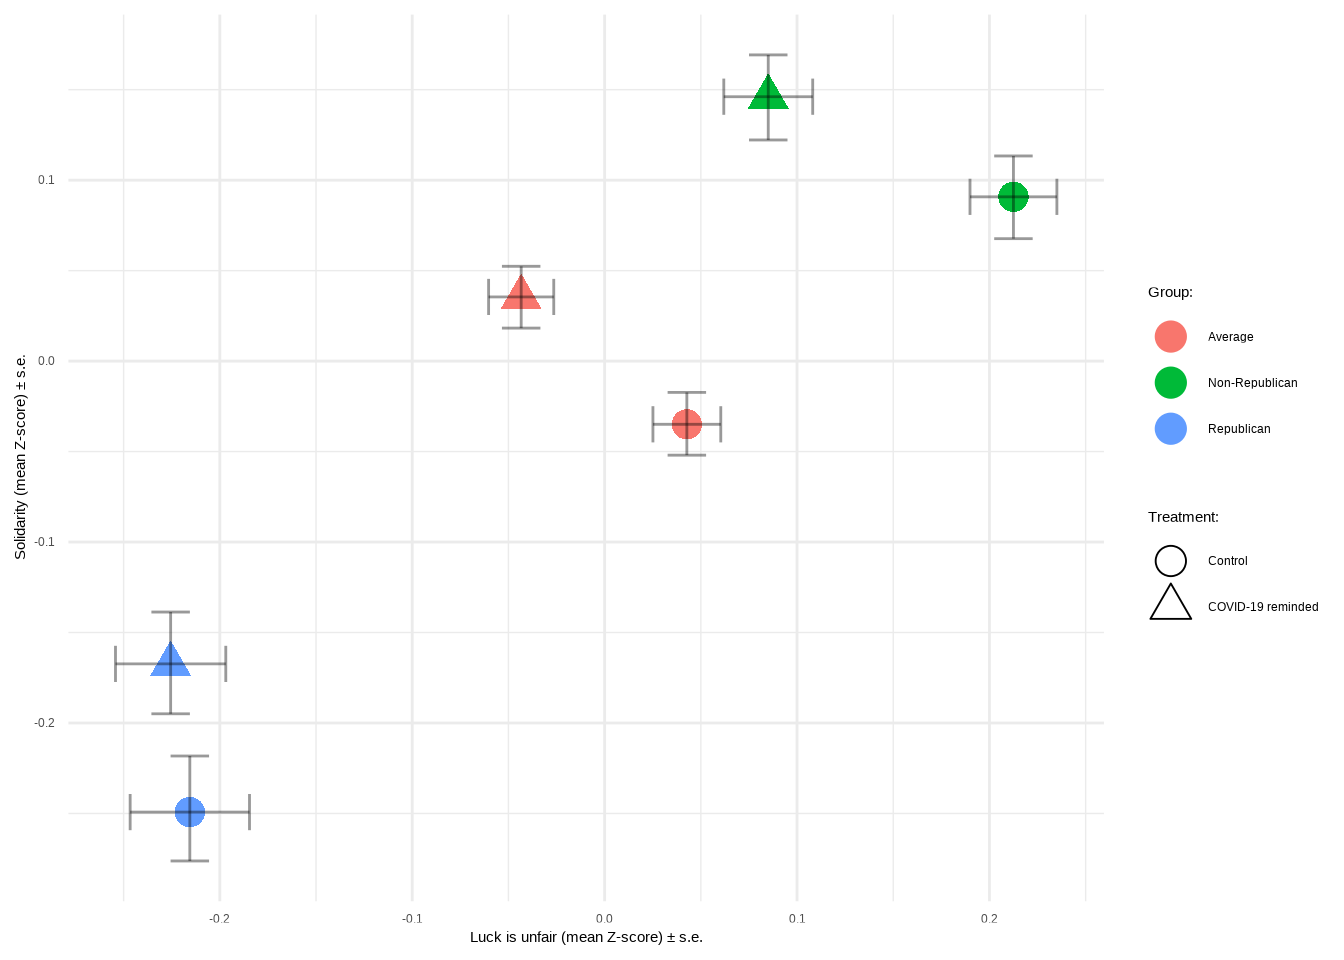 0.1
0.0
-0.1
-0.2
Solidarity (mean Z-score) ± s.e.
-0.2
-0.1
0.0
0.1
0.2
Luck is unfair (mean Z-score) ± s.e.
Group:
Average
Non-Republican
Republican
Treatment:
Control
COVID-19 reminded